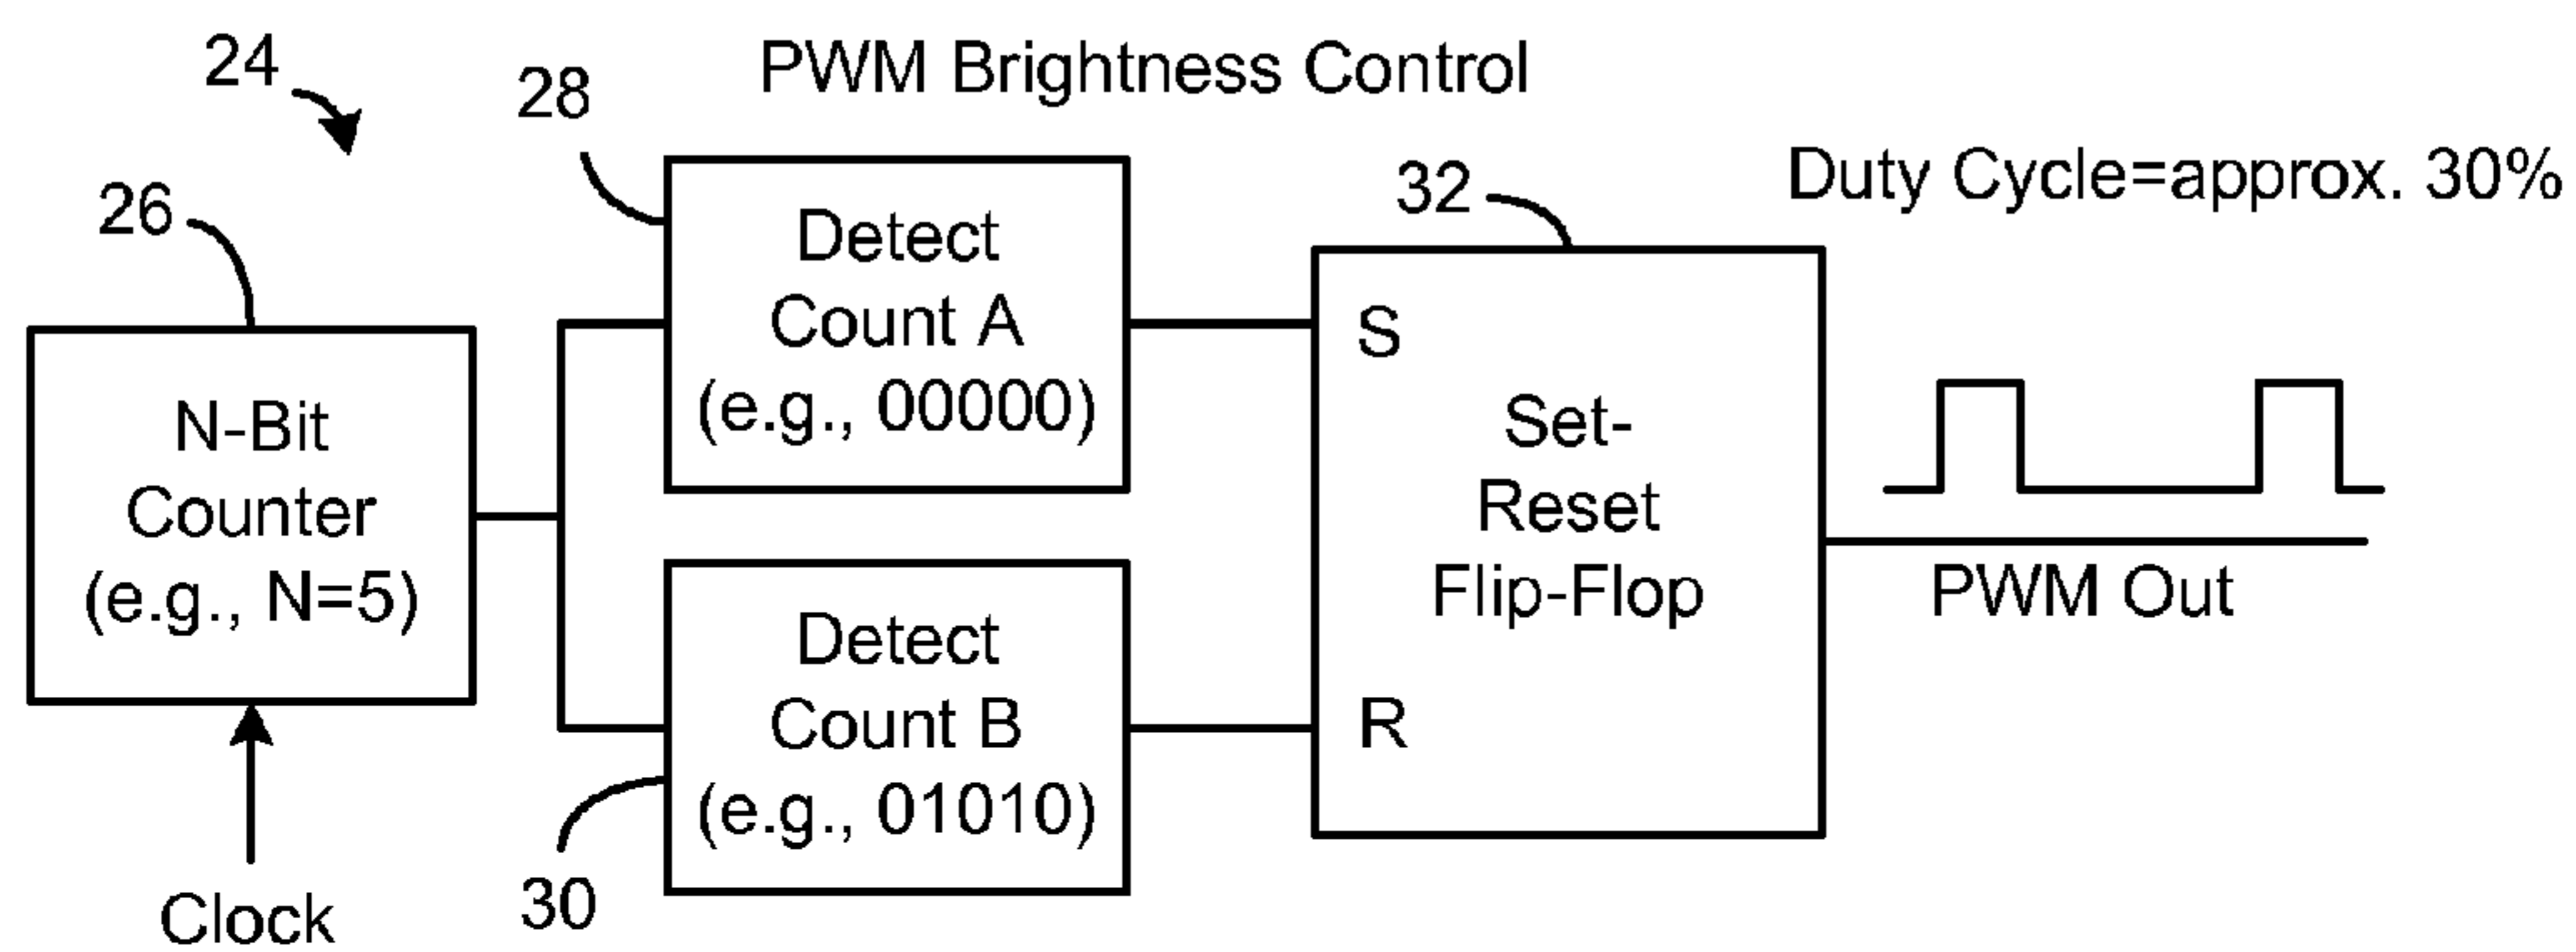 24
28
PWM Brightness Control
26
32
Duty Cycle=approx. 30%
Detect
Count A
(e.g., 00000)
N-Bit
Counter
(e.g., N=5)
S
Set-
Reset
Flip-Flop
R
PWM Out
Detect
Count B
(e.g., 01010)
30
Clock